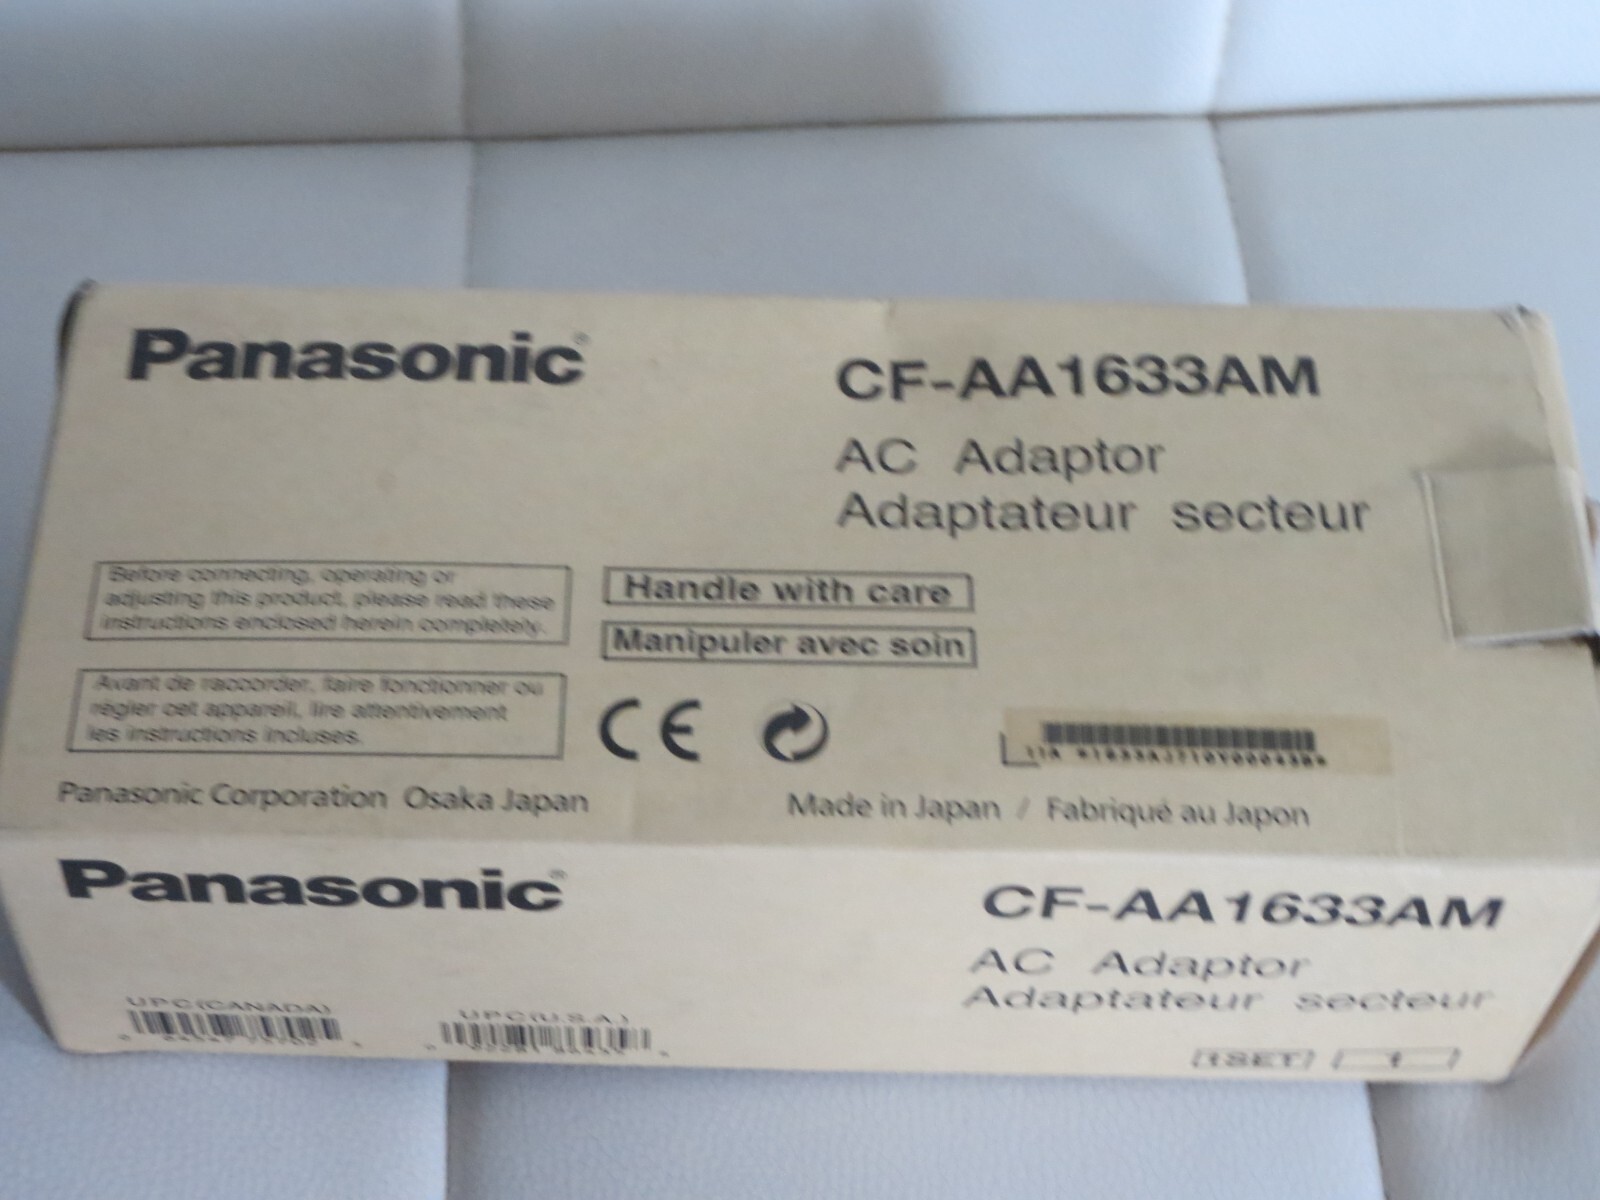 Panasonic®
CF-AA1633AM
AC Adaptor
Adaptateur secteur
Before connecting, operating or
adjusting this product, please read these
instructions enclosed herein completely.
Handle with care
Manipuler avec soin
Avant de raccorder, faire fonctionner ou
régler cet appareil, lire attentivement
les instructions incluses.
CE
Panasonic Corporation Osaka Japan
Made in Japan / Fabriqué au Japon
Panasonic®
CF-AA1633AM
AC Adaptor
Adaptateur secteur
UPC(CANADA)
UPC(U.S.A.)
1SET 1